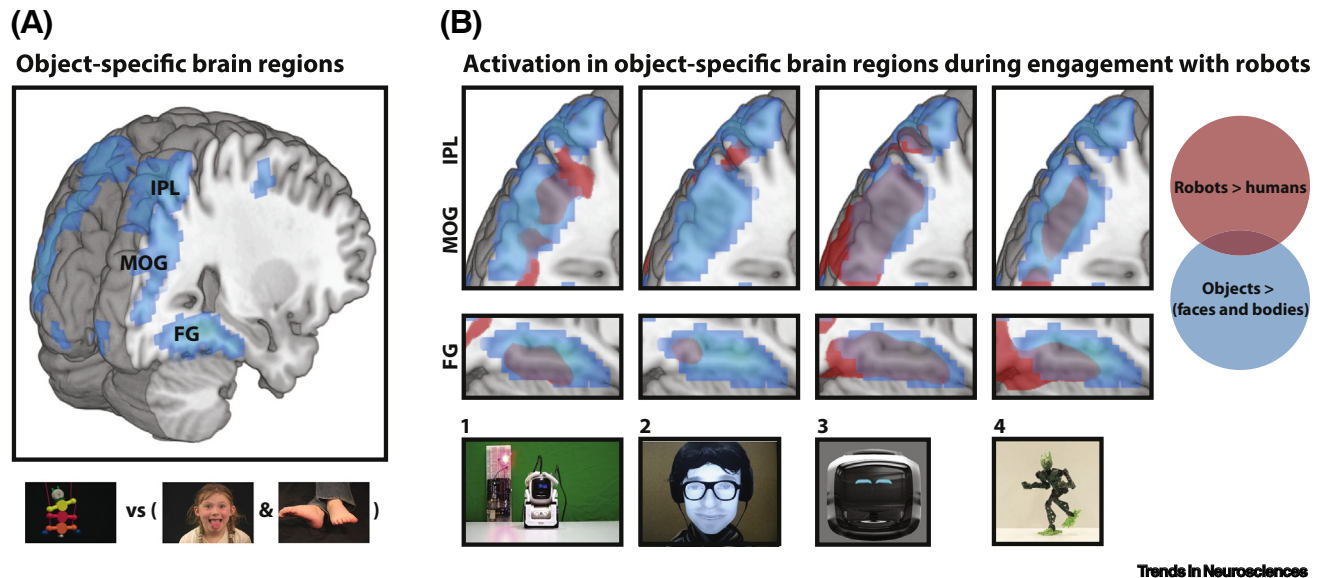 (A)
Object-specific brain regions
IPL
MOG
FG
vs (
&
)
(B)
Activation in object-specific brain regions during engagement with robots
IPL
MOG
FG
1
2
3
4
Robots > humans
Objects >
(faces and bodies)
Trends in Neurosciences